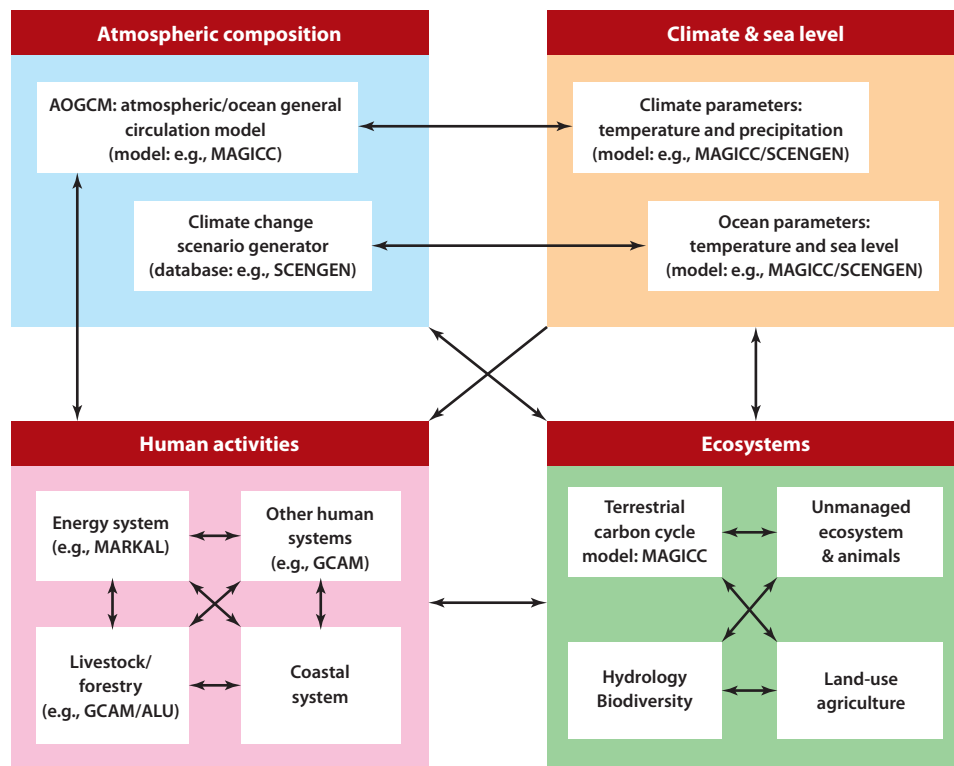 Atmospheric composition
AOGCM: atmospheric/ocean general
circulation model
(model: e.g., MAGICC)
Climate change
scenario generator
(database: e.g., SCENGEN)
Climate & sea level
Climate parameters:
temperature and precipitation
(model: e.g., MAGICC/SCENGEN)
Ocean parameters:
temperature and sea level
(model: e.g., MAGICC/SCENGEN)
Human activities
Energy system
(e.g., MARKAL)
Other human
systems
(e.g., GCAM)
Livestock/
forestry
(e.g., GCAM/ALU)
Coastal
system
Ecosystems
Terrestrial
carbon cycle
model: MAGICC
Unmanaged
ecosystem
& animals
Hydrology
Biodiversity
Land-use
agriculture